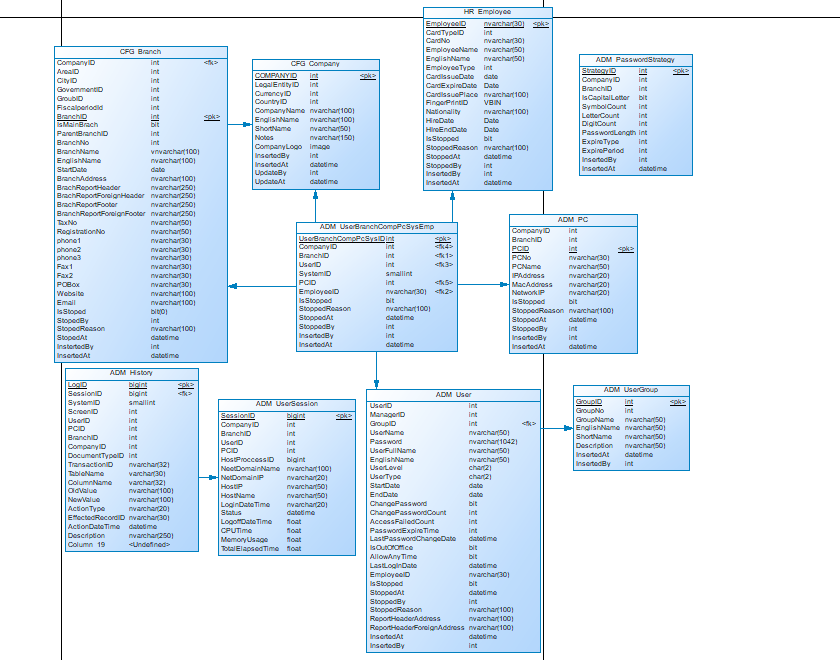 CFG_Branch
CompanyID int <fk>
AreaID int
CityID int
GovernmentID int
GroupID int
FiscalperiodId int
BranchID int <pk>
IsMainBrach bit
ParentBranchID int
BranchNo int
BranchName vnvarchar(100)
EnglishName nvarchar(100)
StartDate date
BranchAddress nvarchar(100)
BrachReportHeader nvarchar(250)
BrachReportForeignHeader nvarchar(250)
BrachReportFooter nvarchar(250)
BranchReportForeignFooter nvarchar(250)
TaxNo nvarchar(50)
RegistrationNo nvarchar(50)
phone1 nvarchar(30)
phone2 nvarchar(30)
phone3 nvarchar(30)
Fax1 nvarchar(30)
Fax2 nvarchar(30)
POBox nvarchar(30)
Website nvarchar(100)
Email nvarchar(100)
IsStoped bit(0)
StopedBy int
StopedReason nvarchar(100)
StopedAt datetime
InstertedBy int
InsertedAt datetime
CFG_Company
COMPANYID int <pk>
LegalEntityID int
CurrencyID int
CountryID int
CompanyName nvarchar(100)
EnglishName nvarchar(100)
ShortName nvarchar(50)
Notes nvarchar(150)
CompanyLogo image
InsertedBy int
InsertedAt datetime
UpdateBy int
UpdateAt datetime
HR_Employee
EmployeeID nvarchar(30) <pk>
CardTypeID int
CardNo nvarchar(30)
EmployeeName nvarchar(50)
EnglishName nvarchar(50)
EmployeeType int
CardIssueDate date
CardExpireDate Date
CardIssuePlace nvarchar(100)
FingerPrintID VBIN
Nationality nvarchar(100)
HireDate Date
HireEndDate Date
IsStopped bit
StoppedReason nvarchar(100)
StoppedAt datetime
StoppedBy int
InsertedBy int
InsertedAt datetime
ADM_PasswordStrategy
StrategyID int <pk>
CompanyID int
BranchID int
IsCapitalLetter bit
SymbolCount int
LetterCount int
DigitCount int
PasswordLength int
ExpireType int
ExpirePeriod int
InsertedBy int
InsertedAt datetime
ADM_UserBranchCompPcSysEmp
UserBranchCompPcSysID int <pk>
CompanyID int <fk4>
BranchID int <fk1>
UserID int <fk3>
SystemID smallint
PCID int <fk5>
EmployeeID nvarchar(30) <fk2>
IsStopped bit
StoppedReason nvarchar(100)
StoppedAt datetime
StoppedBy int
InsertedBy int
InsertedAt datetime
ADM_PC
CompanyID int
BranchID int
PCID int <pk>
PCNo nvarchar(30)
PCName nvarchar(50)
IPAddress nvarchar(20)
MacAddress nvarchar(20)
NetworkIP nvarchar(20)
IsStopped bit
StoppedReason nvarchar(100)
StoppedAt datetime
StoppedBy int
InsertedBy int
InsertedAt datetime
ADM_History
LogID bigint <pk>
SessionID bigint <fk>
SystemID smallint
ScreenID int
UserID int
PCID int
BranchID int
CompanyID int
DocumentTypeID int
TransactionID nvarchar(32)
TableName varchar(30)
ColumnName varchar(32)
OldValue nvarchar(100)
NewValue nvarchar(100)
ActionType nvarchar(20)
EffectedRecordID nvarchar(30)
ActionDateTime datetime
Description nvarchar(250)
Column_19 <Undefined>
ADM_UserSession
SessionID bigint <pk>
CompanyID int
BranchID int
UserID int
PCID int
HostProccessID bigint
NeetDomainName nvarchar(100)
NetDomainIP nvarchar(20)
HostIP nvarchar(50)
HostName nvarchar(50)
LoginDateTime nvarchar(20)
Status datetime
LogoffDateTime float
CPUTime float
MemoryUsage float
TotalElapsedTime float
ADM_User
UserID int
ManagerID int
GroupID int <fk>
UserName nvarchar(50)
Password nvarchar(1042)
UserFullName nvarchar(50)
EnglishName nvarchar(50)
UserLevel char(2)
UserType char(2)
StartDate date
EndDate date
ChangePassword bit
ChangePasswordCount int
AccessFailedCount int
PasswordExpireTime int
LastPasswordChangeDate datetime
IsOutOfOffice bit
AllowAnyTime bit
LastLogInDate datetime
EmployeeID nvarchar(30)
IsStopped bit
StoppedAt datetime
StoppedBy int
StoppedReason nvarchar(100)
ReportHeaderAddress nvarchar(100)
ReportHeaderForeignAddress nvarchar(100)
InsertedAt datetime
InsertedBy int
ADM_UserGroup
GroupID int <pk>
GroupNo int
GroupName nvarchar(50)
EnglishName nvarchar(50)
ShortName nvarchar(50)
Description nvarchar(50)
InsertedAt datetime
InsertedBy int